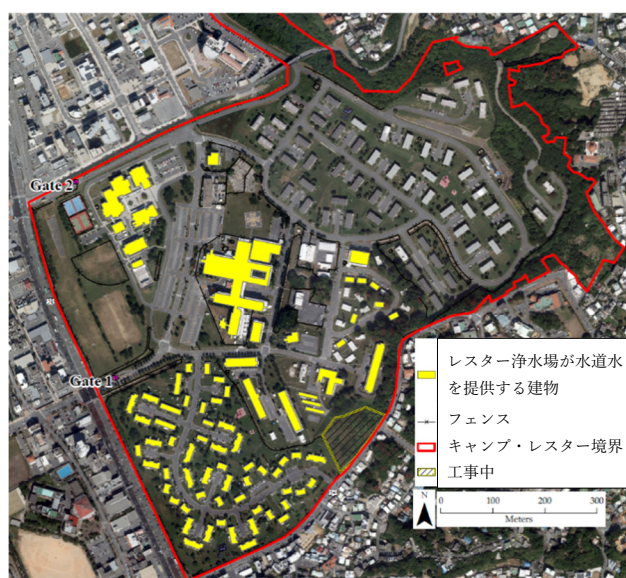 Gate 2
Gate 1
レスター浄水場が水道水
を提供する建物
フェンス
キャンプ・レスター境界
工事中
N
0 100 200 300
Meters